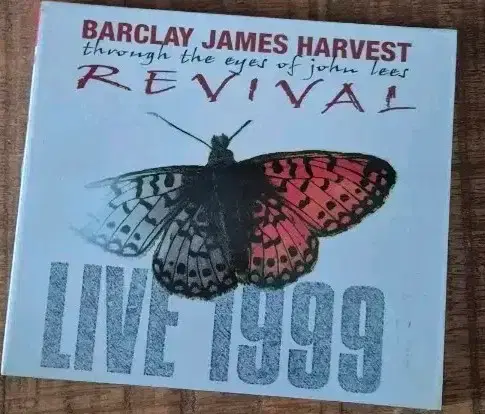 BARCLAY JAMES HARVEST
through the eyes of john lees
REVIVAL
LIVE 1999